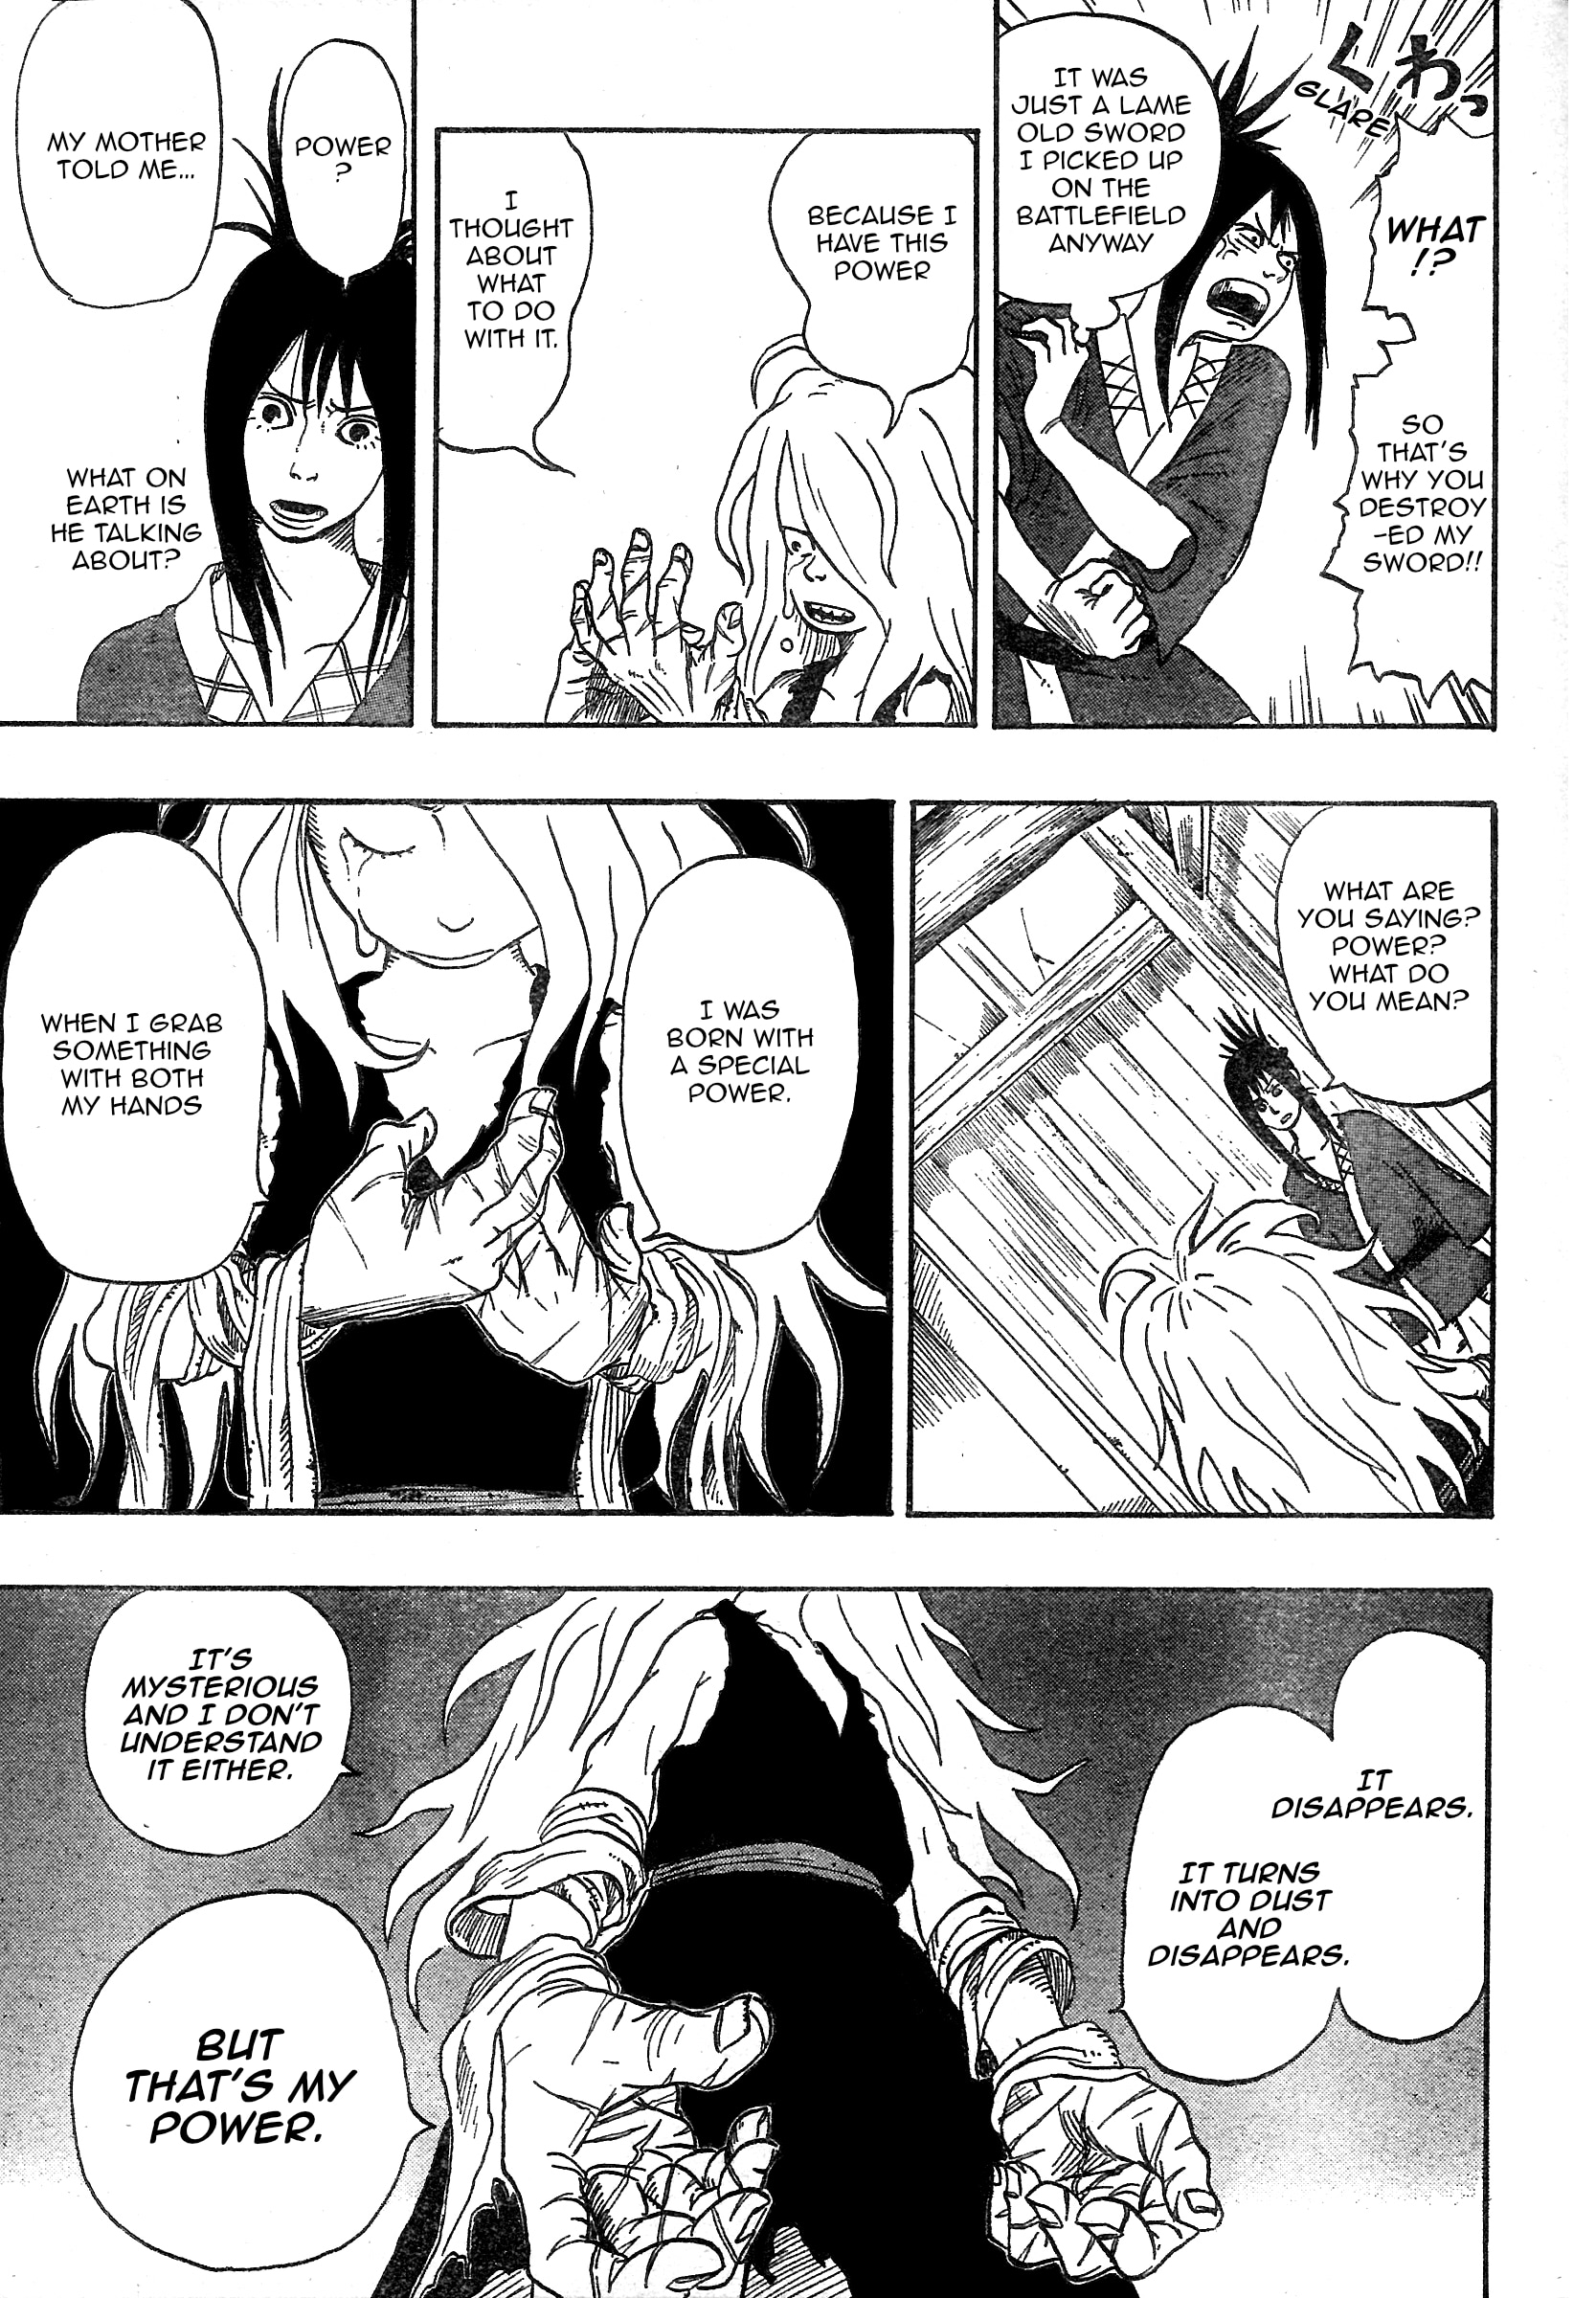 くわっ
GLARE
WHAT
!?
SO
THAT'S
WHY YOU
DESTROY
-ED MY
SWORD!!
IT WAS
JUST A LAME
OLD SWORD
I PICKED UP
ON THE
BATTLEFIELD
ANYWAY
BECAUSE I
HAVE THIS
POWER
I
THOUGHT
ABOUT
WHAT
TO DO
WITH IT.
POWER
?
MY MOTHER
TOLD ME...
WHAT ON
EARTH IS
HE TALKING
ABOUT?
WHAT ARE
YOU SAYING?
POWER?
WHAT DO
YOU MEAN?
I WAS
BORN WITH
A SPECIAL
POWER.
WHEN I GRAB
SOMETHING
WITH BOTH
MY HANDS
IT
DISAPPEARS.
IT TURNS
INTO DUST
AND
DISAPPEARS.
IT'S
MYSTERIOUS
AND I DON'T
UNDERSTAND
IT EITHER.
BUT
THAT'S MY
POWER.